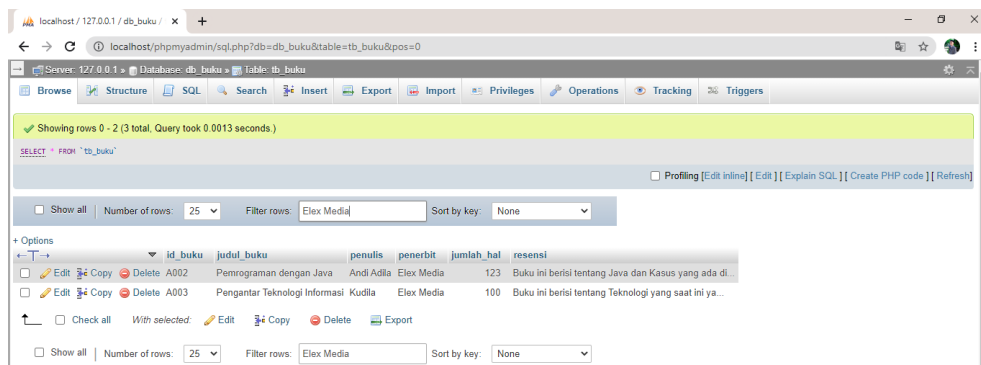 localhost / 127.0.0.1 / db_buku /
localhost/phpmyadmin/sql.php?db=db_buku&table=tb_buku&pos=0
Server: 127.0.0.1 » Database: db_buku » Table: tb_buku
Browse Structure SQL Search Insert Export Import Privileges Operations Tracking Triggers
Showing rows 0 - 2 (3 total, Query took 0.0013 seconds.)
SELECT * FROM `tb_buku`
Profiling [Edit inline] [ Edit ] [ Explain SQL ] [ Create PHP code ] [ Refresh]
Show all | Number of rows: 25 Filter rows: Elex Media Sort by key: None
+ Options
←T→ id_buku judul_buku penulis penerbit jumlah_hal resensi
Edit Copy Delete A002 Pemrograman dengan Java Andi Adila Elex Media 123 Buku ini berisi tentang Java dan Kasus yang ada di...
Edit Copy Delete A003 Pengantar Teknologi Informasi Kudila Elex Media 100 Buku ini berisi tentang Teknologi yang saat ini ya...
Check all With selected: Edit Copy Delete Export
Show all | Number of rows: 25 Filter rows: Elex Media Sort by key: None